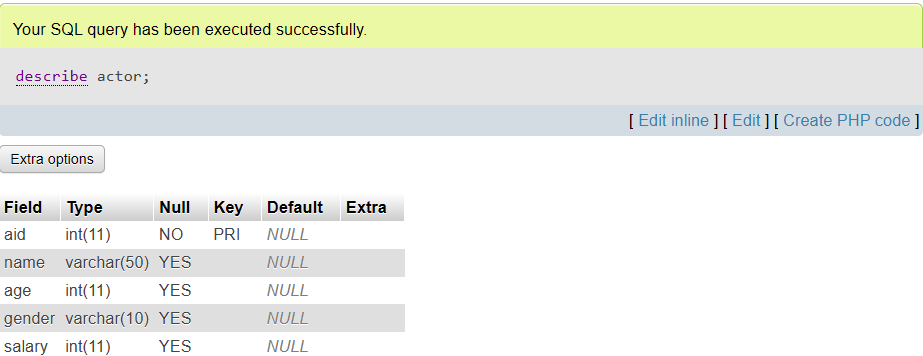 Your SQL query has been executed successfully.
describe actor;
[ Edit inline ] [ Edit ] [ Create PHP code ]
Extra options
Field Type Null Key Default Extra
aid int(11) NO PRI NULL
name varchar(50) YES NULL
age int(11) YES NULL
gender varchar(10) YES NULL
salary int(11) YES NULL